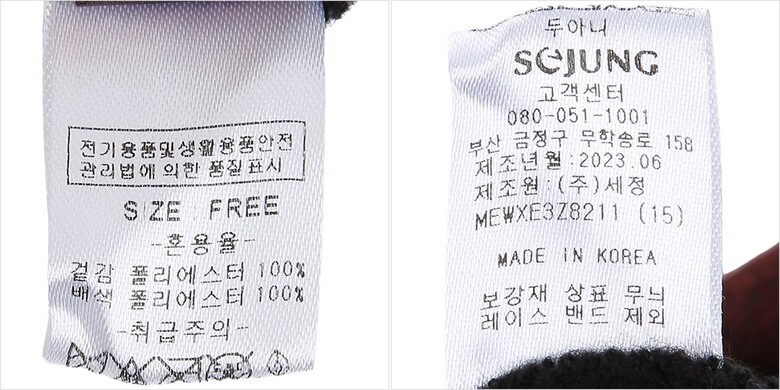 전기용품및생활용품안전
관리법에의한 품질표시
SIZE : FREE
-혼용율-
겉감 폴리에스터 100%
배색 폴리에스터 100%
-취급주의-
두아니
SEJUNG
고객센터
080-051-1001
부산 금정구 무학송로 158
제조년월:2023.06
제조원:(주)세정
MEWXE3Z8211 (15)
MADE IN KOREA
보강재 상표 무늬
레이스 밴드 제외